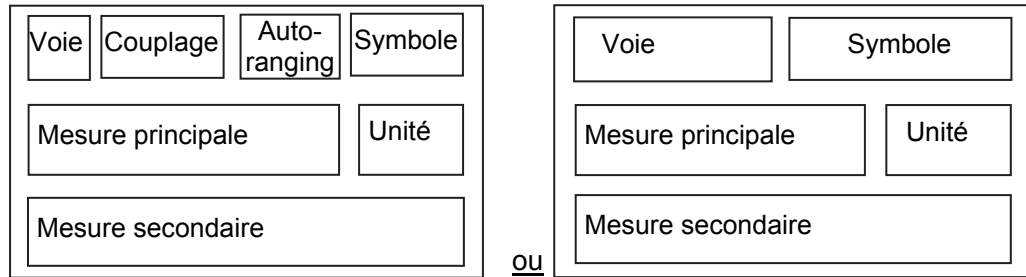 Voie Couplage Auto-ranging Symbole
Mesure principale Unité
Mesure secondaire
ou
Voie Symbole
Mesure principale Unité
Mesure secondaire